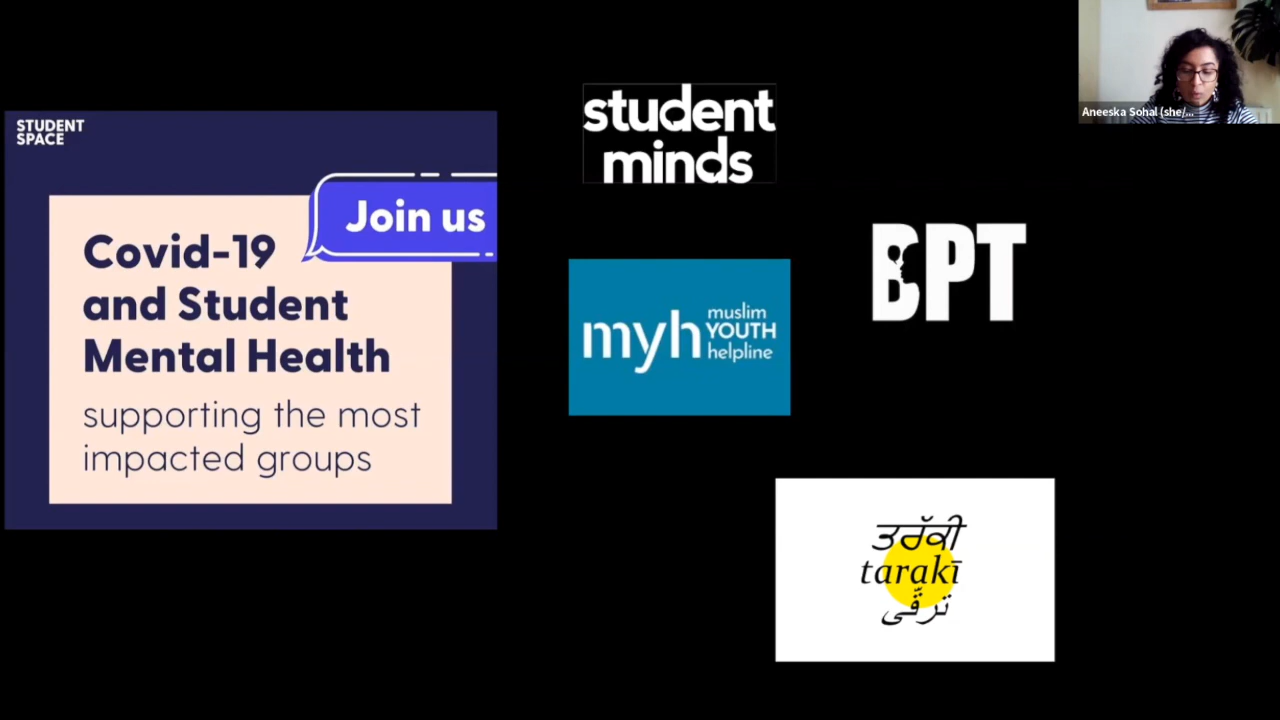 STUDENT
SPACE
Join us
Covid-19
and Student
Mental Health
supporting the most
impacted groups
student
minds
myh
muslim
YOUTH
helpline
BPT
ਤਰੱਕੀ
tarakī
ترقّی
Aneeska Sohal (she/...